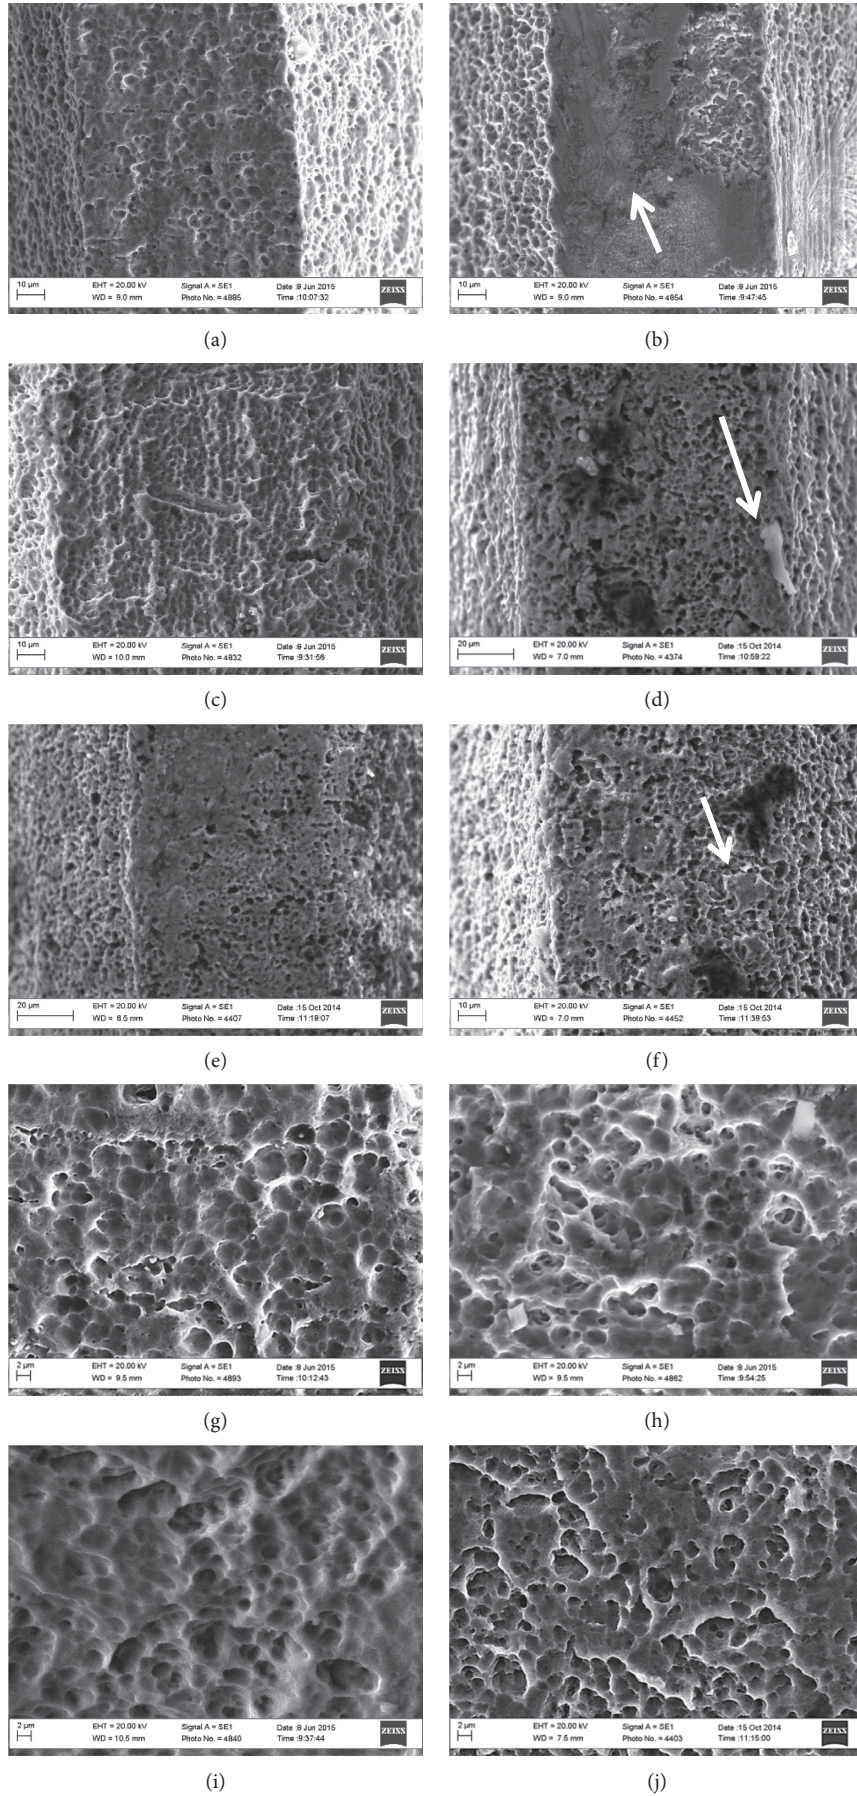 10 μm EHT = 20.00 kV Signal A = SE1 Date :8 Jun 2015 ZEISS
WD = 9.0 mm Photo No. = 4885 Time :10:07:32
(a)
10 μm EHT = 20.00 kV Signal A = SE1 Date :8 Jun 2015 ZEISS
WD = 9.0 mm Photo No. = 4854 Time :9:47:45
(b)
10 μm EHT = 20.00 kV Signal A = SE1 Date :8 Jun 2015 ZEISS
WD = 10.0 mm Photo No. = 4832 Time :9:31:56
(c)
20 μm EHT = 20.00 kV Signal A = SE1 Date :15 Oct 2014 ZEISS
WD = 7.0 mm Photo No. = 4374 Time :10:59:22
(d)
20 μm EHT = 20.00 kV Signal A = SE1 Date :15 Oct 2014 ZEISS
WD = 6.5 mm Photo No. = 4407 Time :11:18:07
(e)
10 μm EHT = 20.00 kV Signal A = SE1 Date :15 Oct 2014 ZEISS
WD = 7.0 mm Photo No. = 4452 Time :11:39:53
(f)
2 μm EHT = 20.00 kV Signal A = SE1 Date :8 Jun 2015 ZEISS
WD = 9.5 mm Photo No. = 4893 Time :10:12:43
(g)
2 μm EHT = 20.00 kV Signal A = SE1 Date :8 Jun 2015 ZEISS
WD = 9.5 mm Photo No. = 4862 Time :9:54:25
(h)
2 μm EHT = 20.00 kV Signal A = SE1 Date :8 Jun 2015 ZEISS
WD = 10.5 mm Photo No. = 4840 Time :9:37:44
(i)
2 μm EHT = 20.00 kV Signal A = SE1 Date :15 Oct 2014 ZEISS
WD = 7.5 mm Photo No. = 4403 Time :11:15:00
(j)